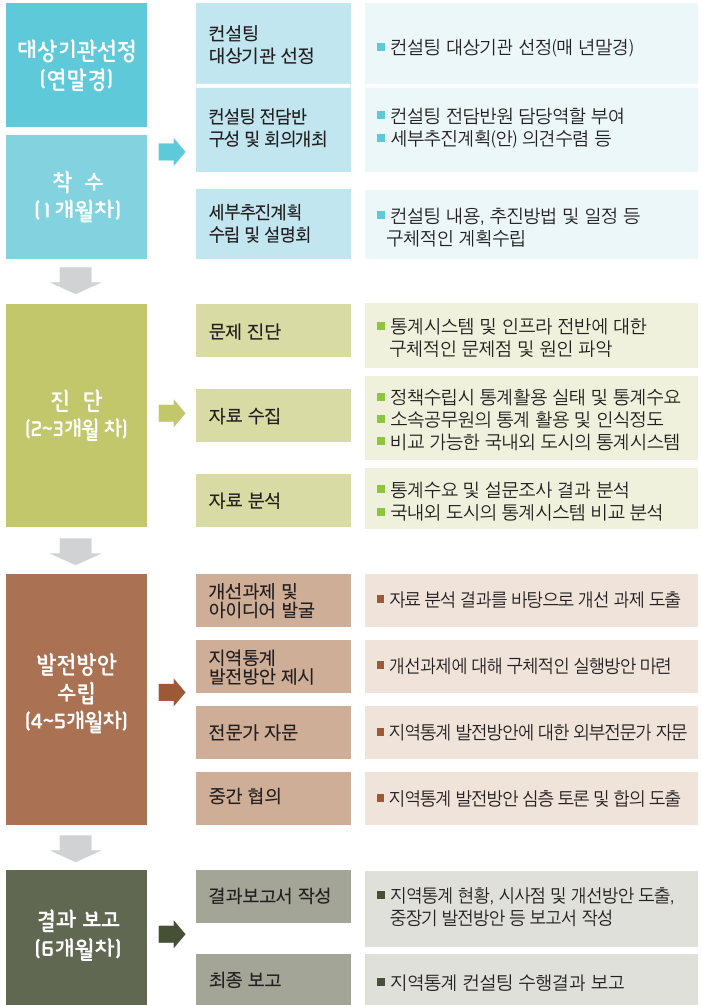 대상기관선정
(연말경)
컨설팅
대상기관 선정
컨설팅 대상기관 선정(매 년말경)
컨설팅 전담반
구성 및 회의개최
컨설팅 전담반원 담당역할 부여
세부추진계획(안) 의견수렴 등
착 수
(1개월차)
세부추진계획
수립 및 설명회
컨설팅 내용, 추진방법 및 일정 등
구체적인 계획수립
진 단
(2~3개월 차)
문제 진단
통계시스템 및 인프라 전반에 대한
구체적인 문제점 및 원인 파악
자료 수집
정책수립시 통계활용 실태 및 통계수요
소속공무원의 통계 활용 및 인식정도
비교 가능한 국내외 도시의 통계시스템
자료 분석
통계수요 및 설문조사 결과 분석
국내외 도시의 통계시스템 비교 분석
발전방안
수립
(4~5개월차)
개선과제 및
아이디어 발굴
자료 분석 결과를 바탕으로 개선 과제 도출
지역통계
발전방안 제시
개선과제에 대해 구체적인 실행방안 마련
전문가 자문
지역통계 발전방안에 대한 외부전문가 자문
중간 협의
지역통계 발전방안 심층 토론 및 합의 도출
결과 보고
(6개월차)
결과보고서 작성
지역통계 현황, 시사점 및 개선방안 도출,
중장기 발전방안 등 보고서 작성
최종 보고
지역통계 컨설팅 수행결과 보고